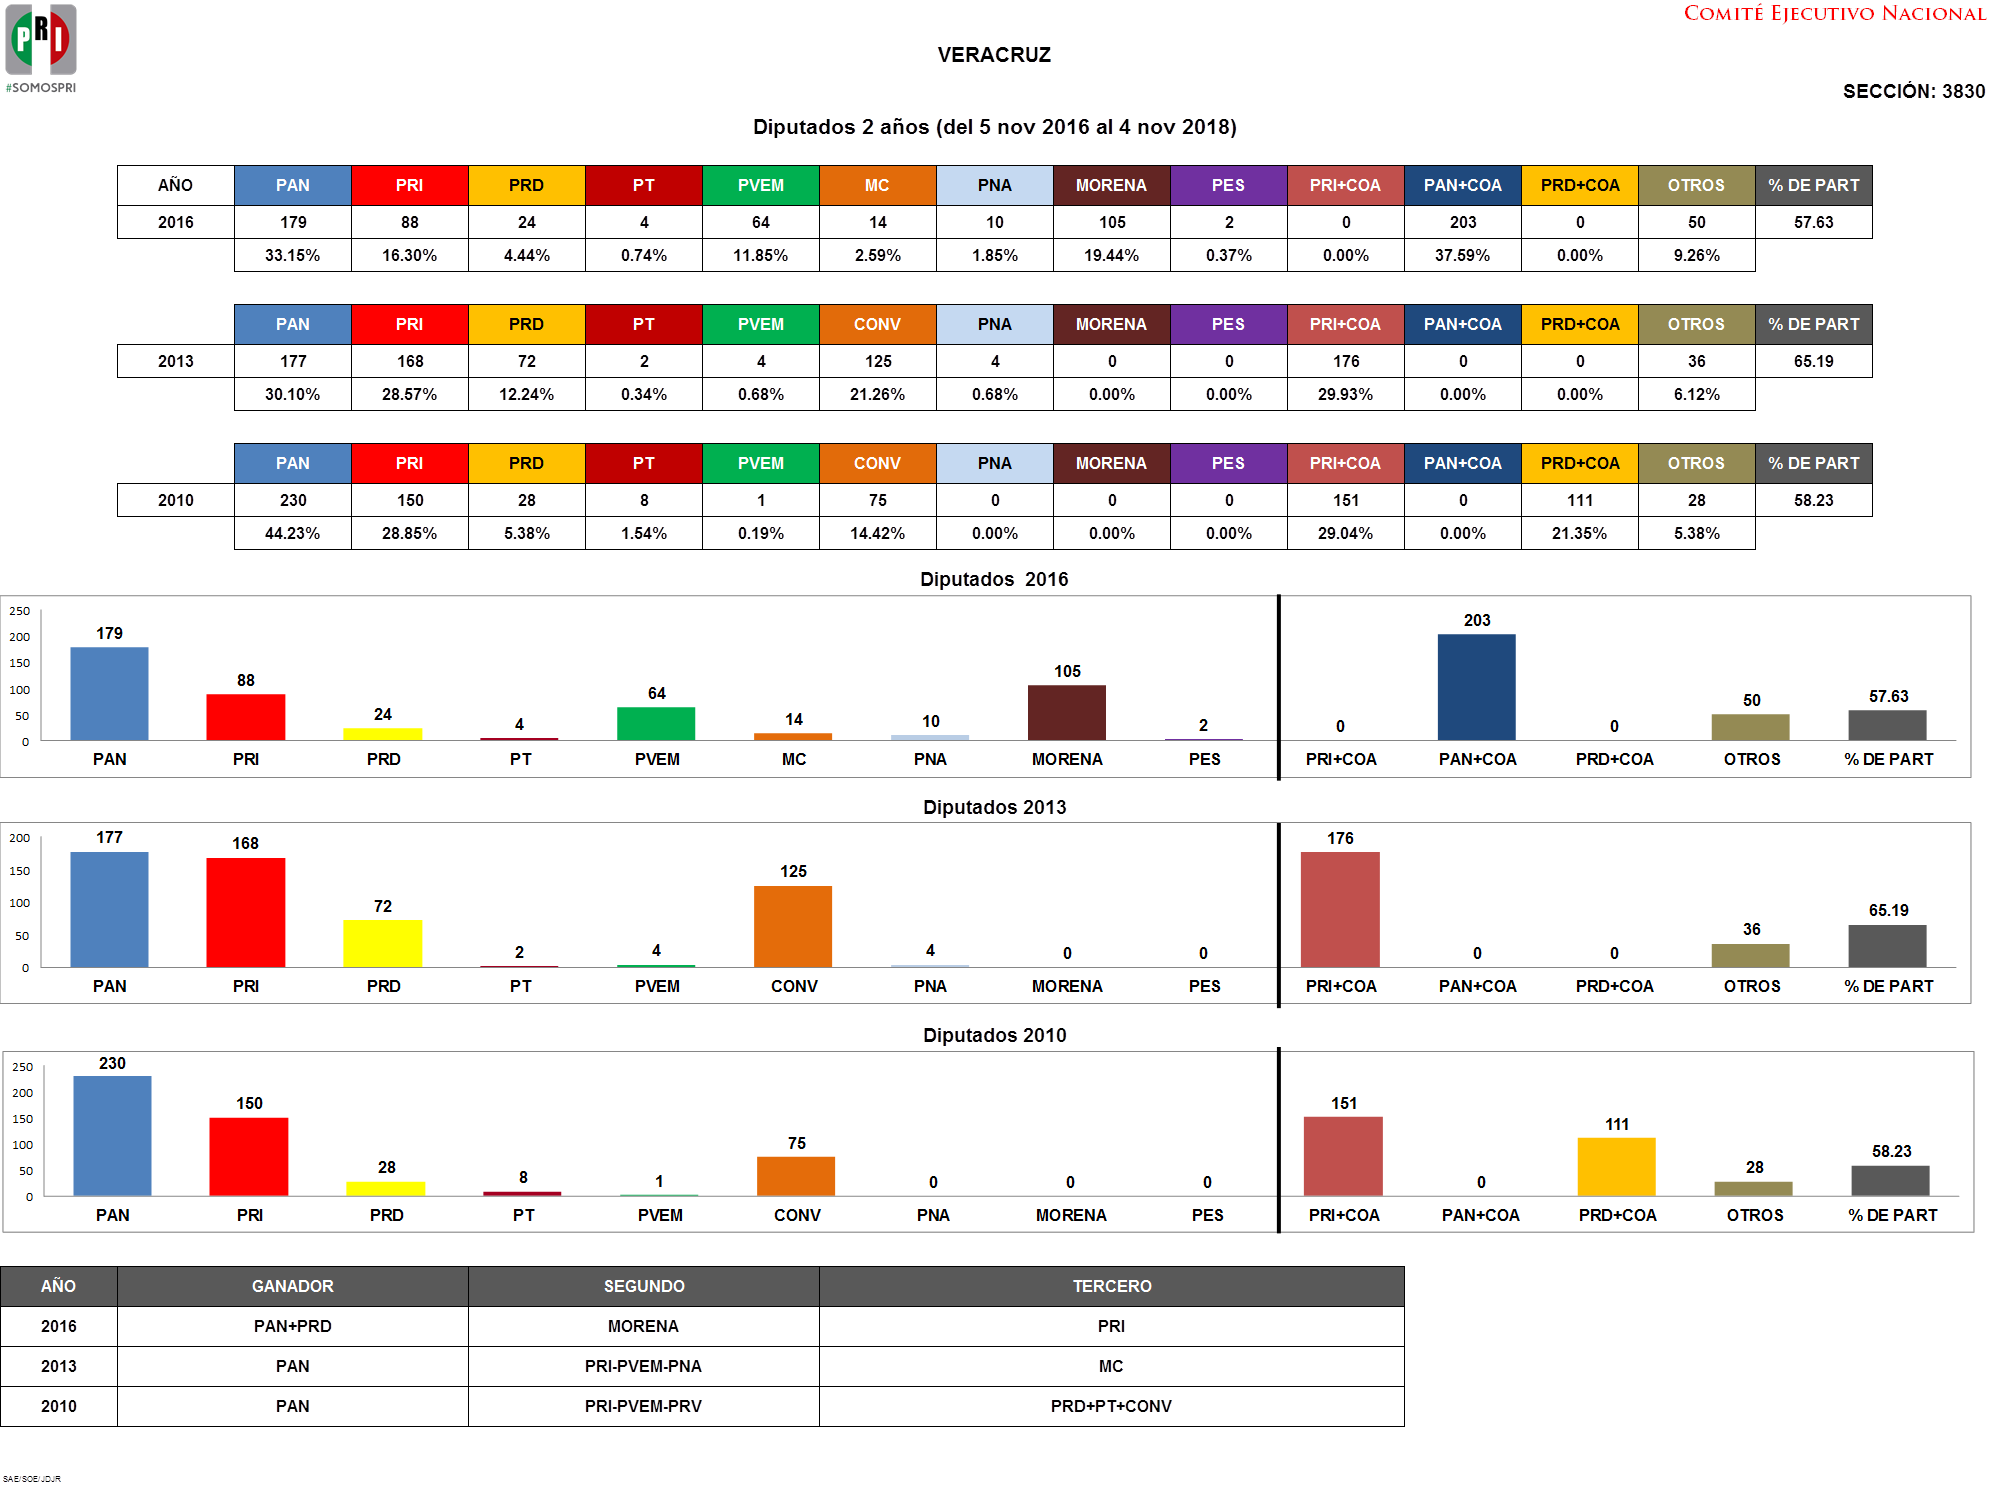 PRI
#SOMOSPRI
COMITÉ EJECUTIVO NACIONAL
VERACRUZ
SECCIÓN: 3830
Diputados 2 años (del 5 nov 2016 al 4 nov 2018)
AÑO PAN PRI PRD PT PVEM MC PNA MORENA PES PRI+COA PAN+COA PRD+COA OTROS % DE PART
2016 179 88 24 4 64 14 10 105 2 0 203 0 50 57.63
33.15% 16.30% 4.44% 0.74% 11.85% 2.59% 1.85% 19.44% 0.37% 0.00% 37.59% 0.00% 9.26%
PAN PRI PRD PT PVEM CONV PNA MORENA PES PRI+COA PAN+COA PRD+COA OTROS % DE PART
2013 177 168 72 2 4 125 4 0 0 176 0 0 36 65.19
30.10% 28.57% 12.24% 0.34% 0.68% 21.26% 0.68% 0.00% 0.00% 29.93% 0.00% 0.00% 6.12%
PAN PRI PRD PT PVEM CONV PNA MORENA PES PRI+COA PAN+COA PRD+COA OTROS % DE PART
2010 230 150 28 8 1 75 0 0 0 151 0 111 28 58.23
44.23% 28.85% 5.38% 1.54% 0.19% 14.42% 0.00% 0.00% 0.00% 29.04% 0.00% 21.35% 5.38%
Diputados 2016
250
200
150
100
50
0
179 88 24 4 64 14 10 105 2 0 203 0 50 57.63
PAN PRI PRD PT PVEM MC PNA MORENA PES PRI+COA PAN+COA PRD+COA OTROS % DE PART
Diputados 2013
200
150
100
50
0
177 168 72 2 4 125 4 0 0 176 0 0 36 65.19
PAN PRI PRD PT PVEM CONV PNA MORENA PES PRI+COA PAN+COA PRD+COA OTROS % DE PART
Diputados 2010
250
200
150
100
50
0
230 150 28 8 1 75 0 0 0 151 0 111 28 58.23
PAN PRI PRD PT PVEM CONV PNA MORENA PES PRI+COA PAN+COA PRD+COA OTROS % DE PART
AÑO GANADOR SEGUNDO TERCERO
2016 PAN+PRD MORENA PRI
2013 PAN PRI-PVEM-PNA MC
2010 PAN PRI-PVEM-PRV PRD+PT+CONV
SAE/SOE/JDJR